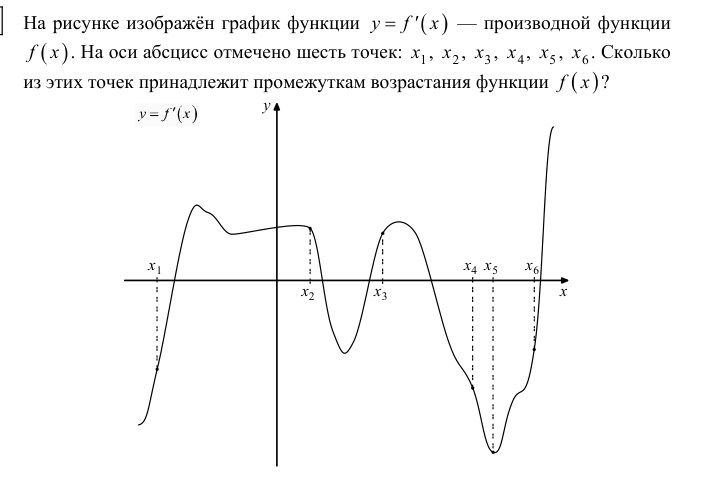 На рисунке изображён график функции y = f′(x) — производной функции
f(x). На оси абсцисс отмечено шесть точек: x₁, x₂, x₃, x₄, x₅, x₆. Сколько
из этих точек принадлежит промежуткам возрастания функции f(x)?
y = f′(x)
y
x₁
x₄ x₅
x₆
x₂
x₃
x